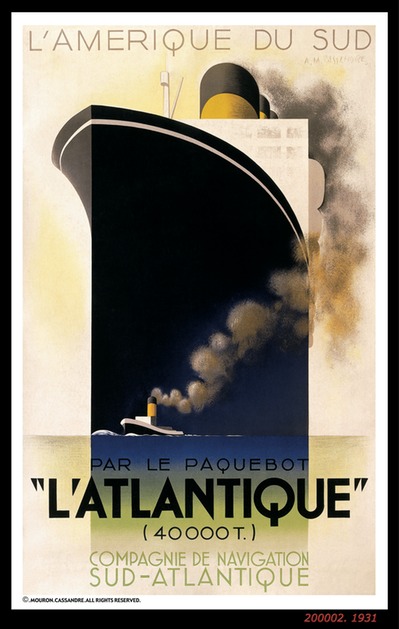 L'AMERIQUE DU SUD
PAR LE PAQUEBOT
"L'ATLANTIQUE"
(40000T.)
COMPAGNIE DE NAVIGATION
SUD-ATLANTIQUE
©.MOURON.CASSANDRE.ALL RIGHTS RESERVED.
200002. 1931